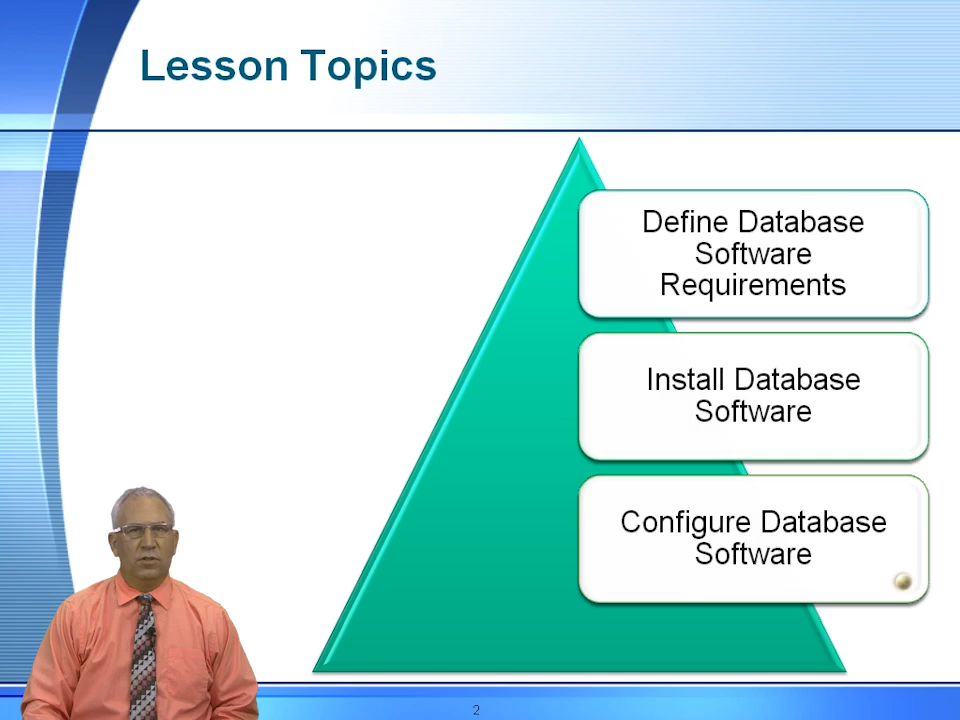 Lesson Topics
Define Database
Software
Requirements
Install Database
Software
Configure Database
Software
2